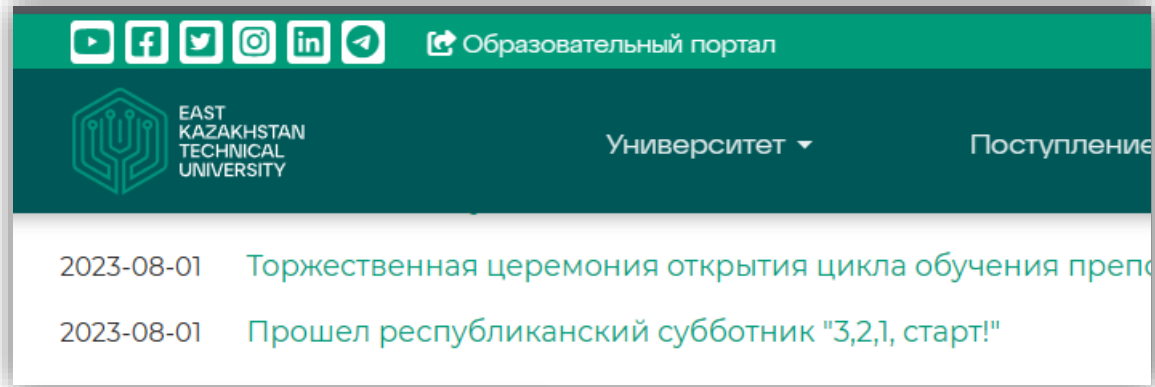 Образовательный портал
EAST
KAZAKHSTAN
TECHNICAL
UNIVERSITY
Университет
Поступление
2023-08-01 Торжественная церемония открытия цикла обучения
2023-08-01 Прошел республиканский субботник "3,2,1, старт!"